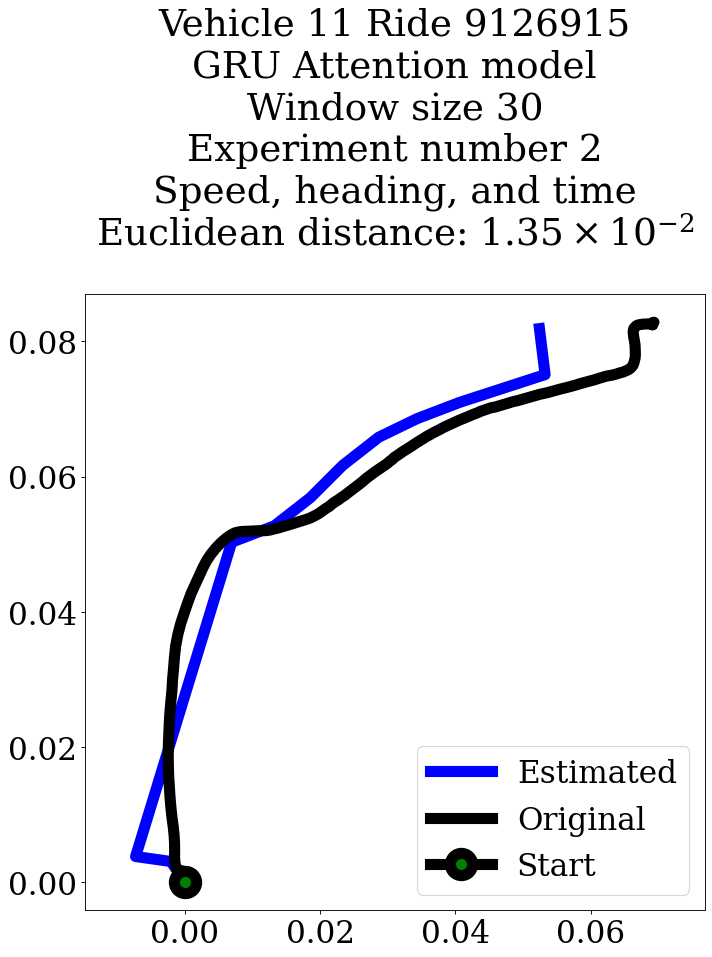 Vehicle 11 Ride 9126915
GRU Attention model
Window size 30
Experiment number 2
Speed, heading, and time
Euclidean distance: 1.35 × 10⁻²
0.08
0.06
0.04
0.02
0.00
Estimated
Original
Start
0.00 0.02 0.04 0.06